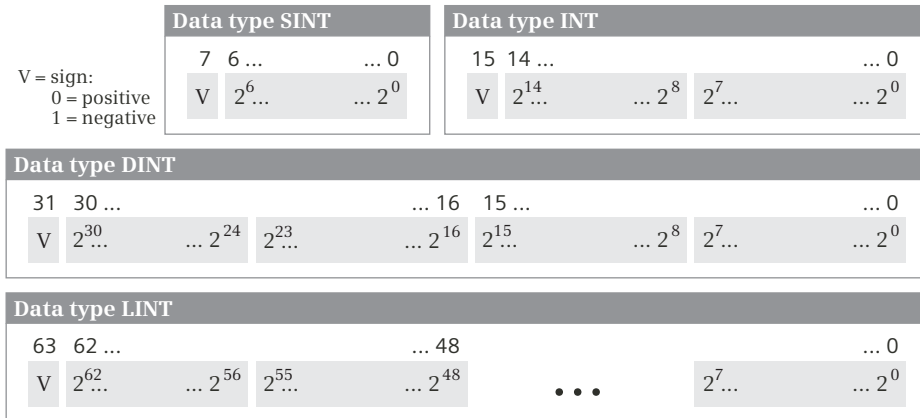 Data type SINT
7 6 ... ... 0
V = sign:
0 = positive
1 = negative
V 2^6... ... 2^0
Data type INT
15 14 ... ... 0
V 2^14... ... 2^8 2^7... ... 2^0
Data type DINT
31 30 ... ... 16 15 ... ... 0
V 2^30... ... 2^24 2^23... ... 2^16 2^15... ... 2^8 2^7... ... 2^0
Data type LINT
63 62 ... ... 48 ... 0
V 2^62... ... 2^56 2^55... ... 2^48 ... 2^7... ... 2^0